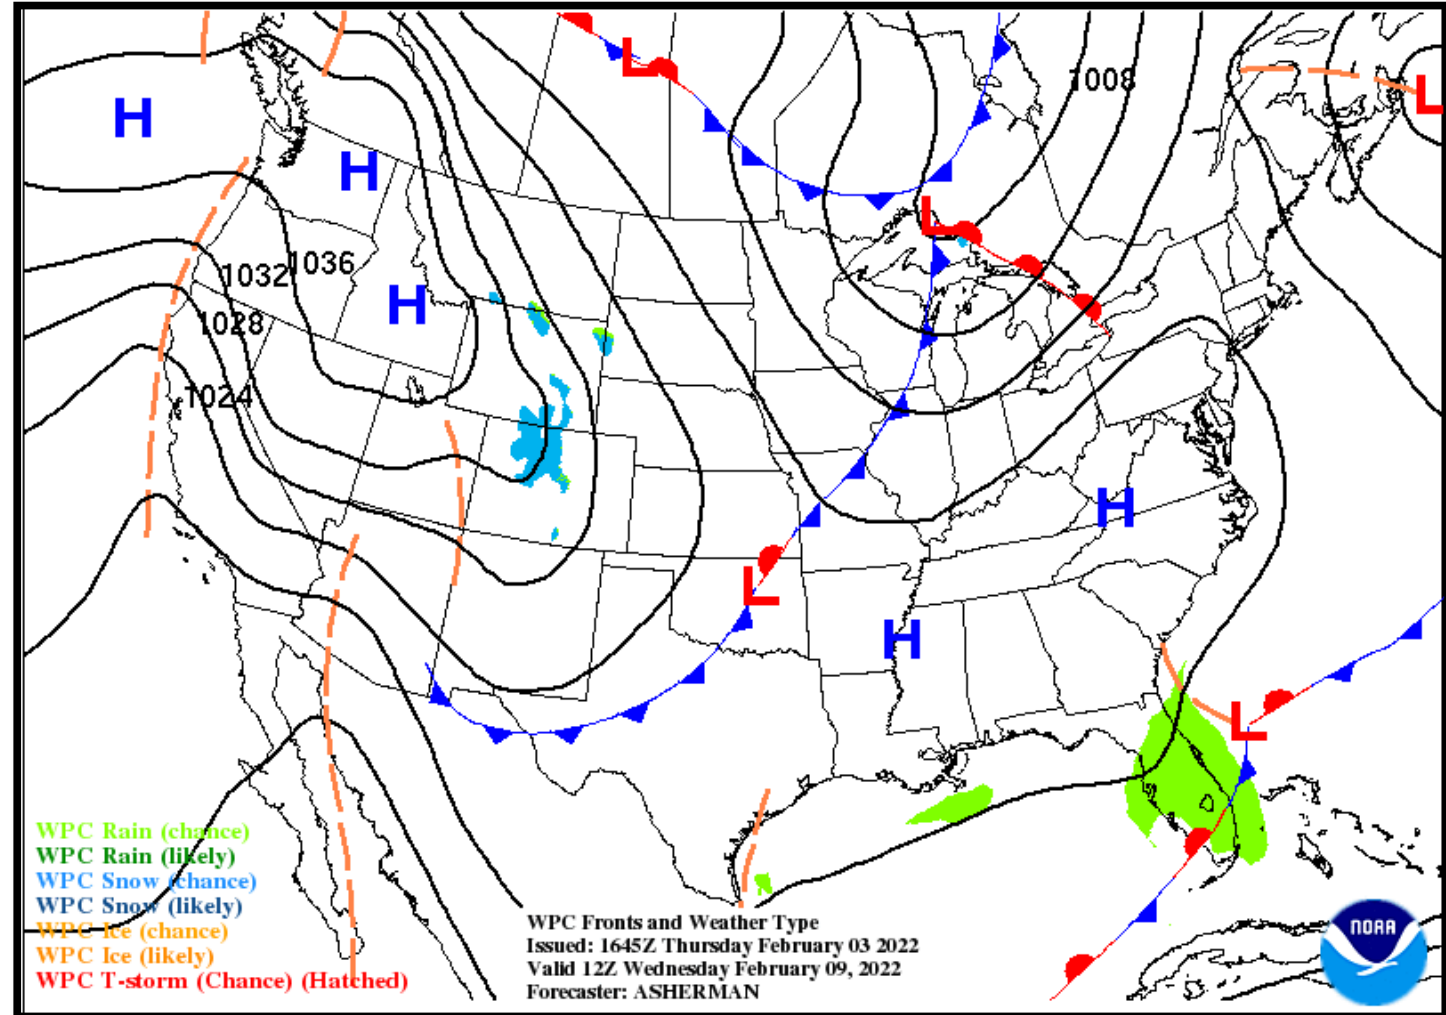 L
L
1008
H
H
L
1032
1036
H
1028
1024
H
L
H
L
WPC Rain (chance)
WPC Rain (likely)
WPC Snow (chance)
WPC Snow (likely)
WPC Ice (chance)
WPC Ice (likely)
WPC T-storm (Chance) (Hatched)
WPC Fronts and Weather Type
Issued: 1645Z Thursday February 03 2022
Valid 12Z Wednesday February 09, 2022
Forecaster: ASHERMAN
NOAA